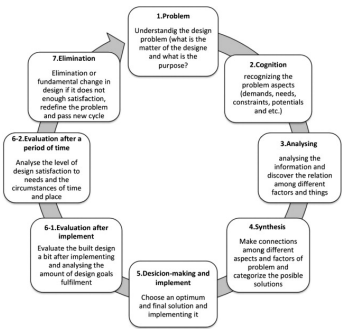 1.Problem
Understandig the design
problem (what is the
matter of the designe
and what is the
purpose?)
2.Cognition
recognizing the
problem aspects
(demands, needs,
constraints, potentials
and etc.)
3.Analysing
analysing the
information and
discover the relation
among different
factors and things
4.Synthesis
Make connections
among different
aspects and factors
of problem and
categorize the possible
solutions
5.Desicion-making and
implement
Choose an optimum
and final solution and
implementing it
6-1.Evaluation after
implement
Evaluate the built design
a bit after implementing
and analysing the
amount of design goals
fulfilment
6-2.Evaluation after a
period of time
Analyse the level of
design satisfaction to
needs and the
circumstances of time
and place
7.Elimination
Elimination or
fundamental change in
design if it does not
enough satisfaction,
redefine the problem
and pass new cycle